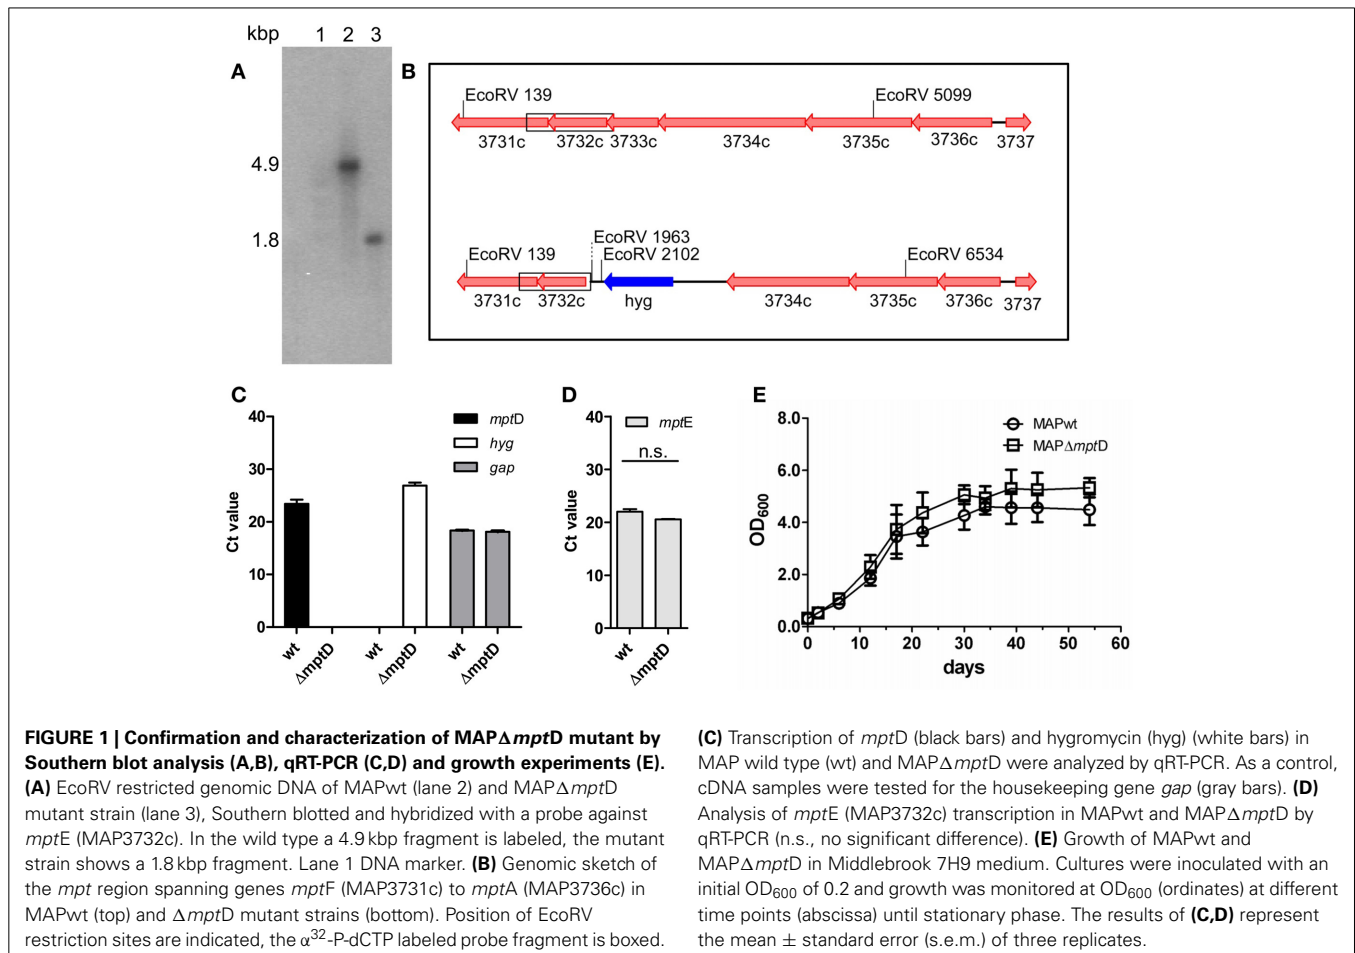 kbp 1 2 3
A
4.9
1.8
B
EcoRV 139
EcoRV 5099
3731c 3732c 3733c 3734c 3735c 3736c 3737
EcoRV 1963
EcoRV 139
EcoRV 2102
EcoRV 6534
3731c 3732c hyg 3734c 3735c 3736c 3737
C
40
30
20
10
0
Ct value
mptD
hyg
gap
wt
ΔmptD
wt
ΔmptD
wt
ΔmptD
D
40
30
20
10
0
Ct value
mptE
n.s.
wt
ΔmptD
E
8.0
6.0
4.0
2.0
0.0
OD600
MAPwt
MAPΔmptD
0 10 20 30 40 50 60
days
FIGURE 1 | Confirmation and characterization of MAPΔmptD mutant by
Southern blot analysis (A,B), qRT-PCR (C,D) and growth experiments (E).
(A) EcoRV restricted genomic DNA of MAPwt (lane 2) and MAPΔmptD
mutant strain (lane 3), Southern blotted and hybridized with a probe against
mptE (MAP3732c). In the wild type a 4.9 kbp fragment is labeled, the mutant
strain shows a 1.8 kbp fragment. Lane 1 DNA marker. (B) Genomic sketch of
the mpt region spanning genes mptF (MAP3731c) to mptA (MAP3736c) in
MAPwt (top) and ΔmptD mutant strains (bottom). Position of EcoRV
restriction sites are indicated, the α32-P-dCTP labeled probe fragment is boxed.
(C) Transcription of mptD (black bars) and hygromycin (hyg) (white bars) in
MAP wild type (wt) and MAPΔmptD were analyzed by qRT-PCR. As a control,
cDNA samples were tested for the housekeeping gene gap (gray bars). (D)
Analysis of mptE (MAP3732c) transcription in MAPwt and MAPΔmptD by
qRT-PCR (n.s., no significant difference). (E) Growth of MAPwt and
MAPΔmptD in Middlebrook 7H9 medium. Cultures were inoculated with an
initial OD600 of 0.2 and growth was monitored at OD600 (ordinates) at different
time points (abscissa) until stationary phase. The results of (C,D) represent
the mean ± standard error (s.e.m.) of three replicates.